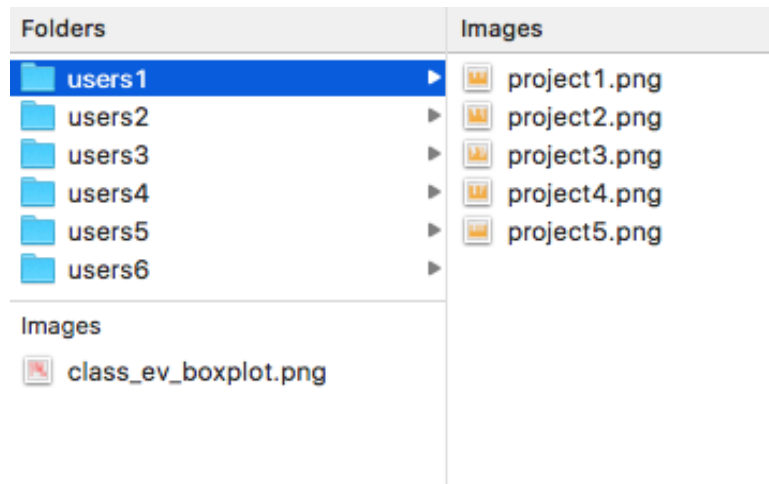 Folders
users1
users2
users3
users4
users5
users6
Images
class_ev_boxplot.png
Images
project1.png
project2.png
project3.png
project4.png
project5.png